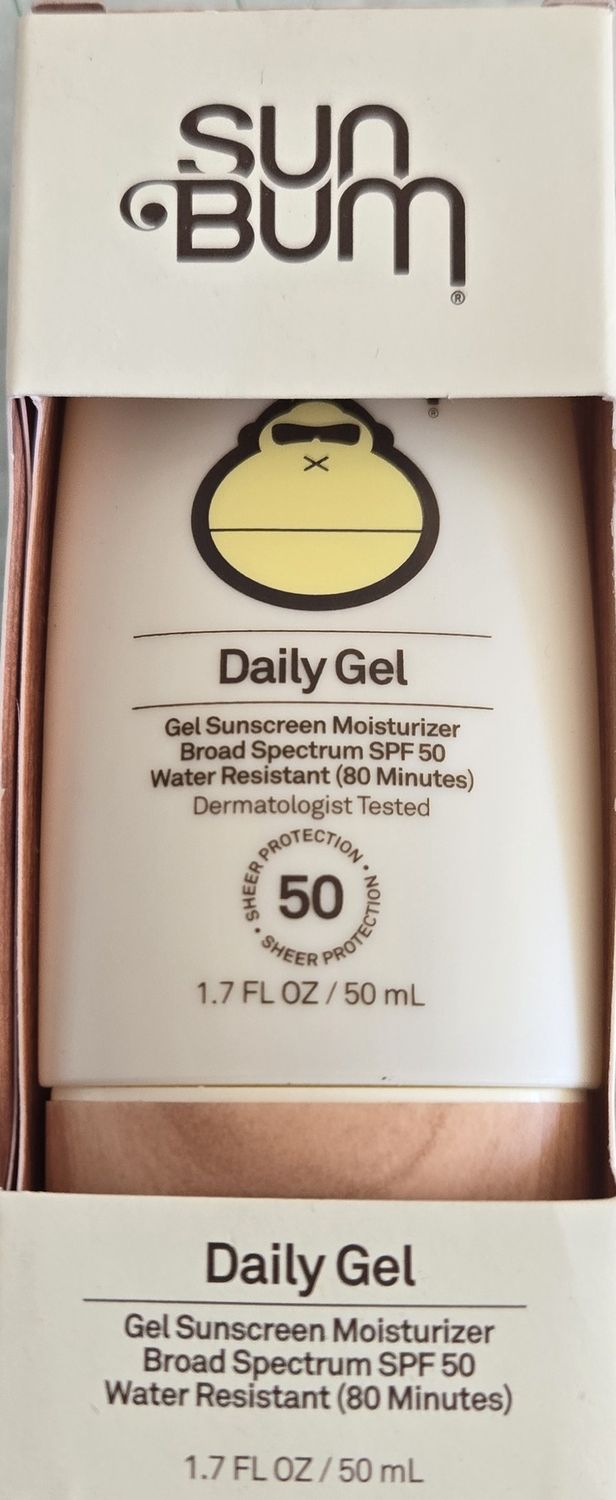 sun
Bum
®
®
Daily Gel
Gel Sunscreen Moisturizer
Broad Spectrum SPF 50
Water Resistant (80 Minutes)
Dermatologist Tested
SHEER PROTECTION • SHEER PROTECTION •
50
1.7 FL OZ / 50 mL
Daily Gel
Gel Sunscreen Moisturizer
Broad Spectrum SPF 50
Water Resistant (80 Minutes)
1.7 FL OZ / 50 mL